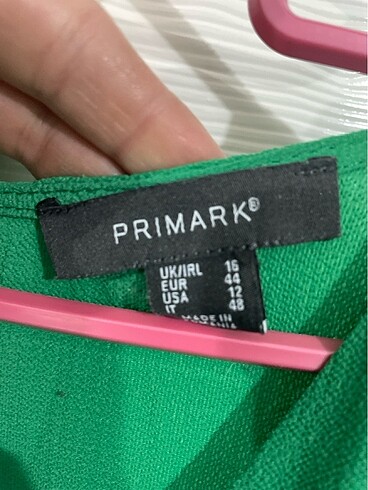 PRIMARK®
UK/IRL 16
EUR 44
USA 12
IT 48
MADE IN